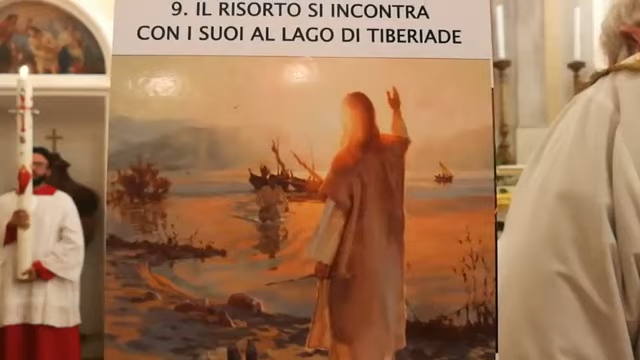 9. IL RISORTO SI INCONTRA
CON I SUOI AL LAGO DI TIBERIADE